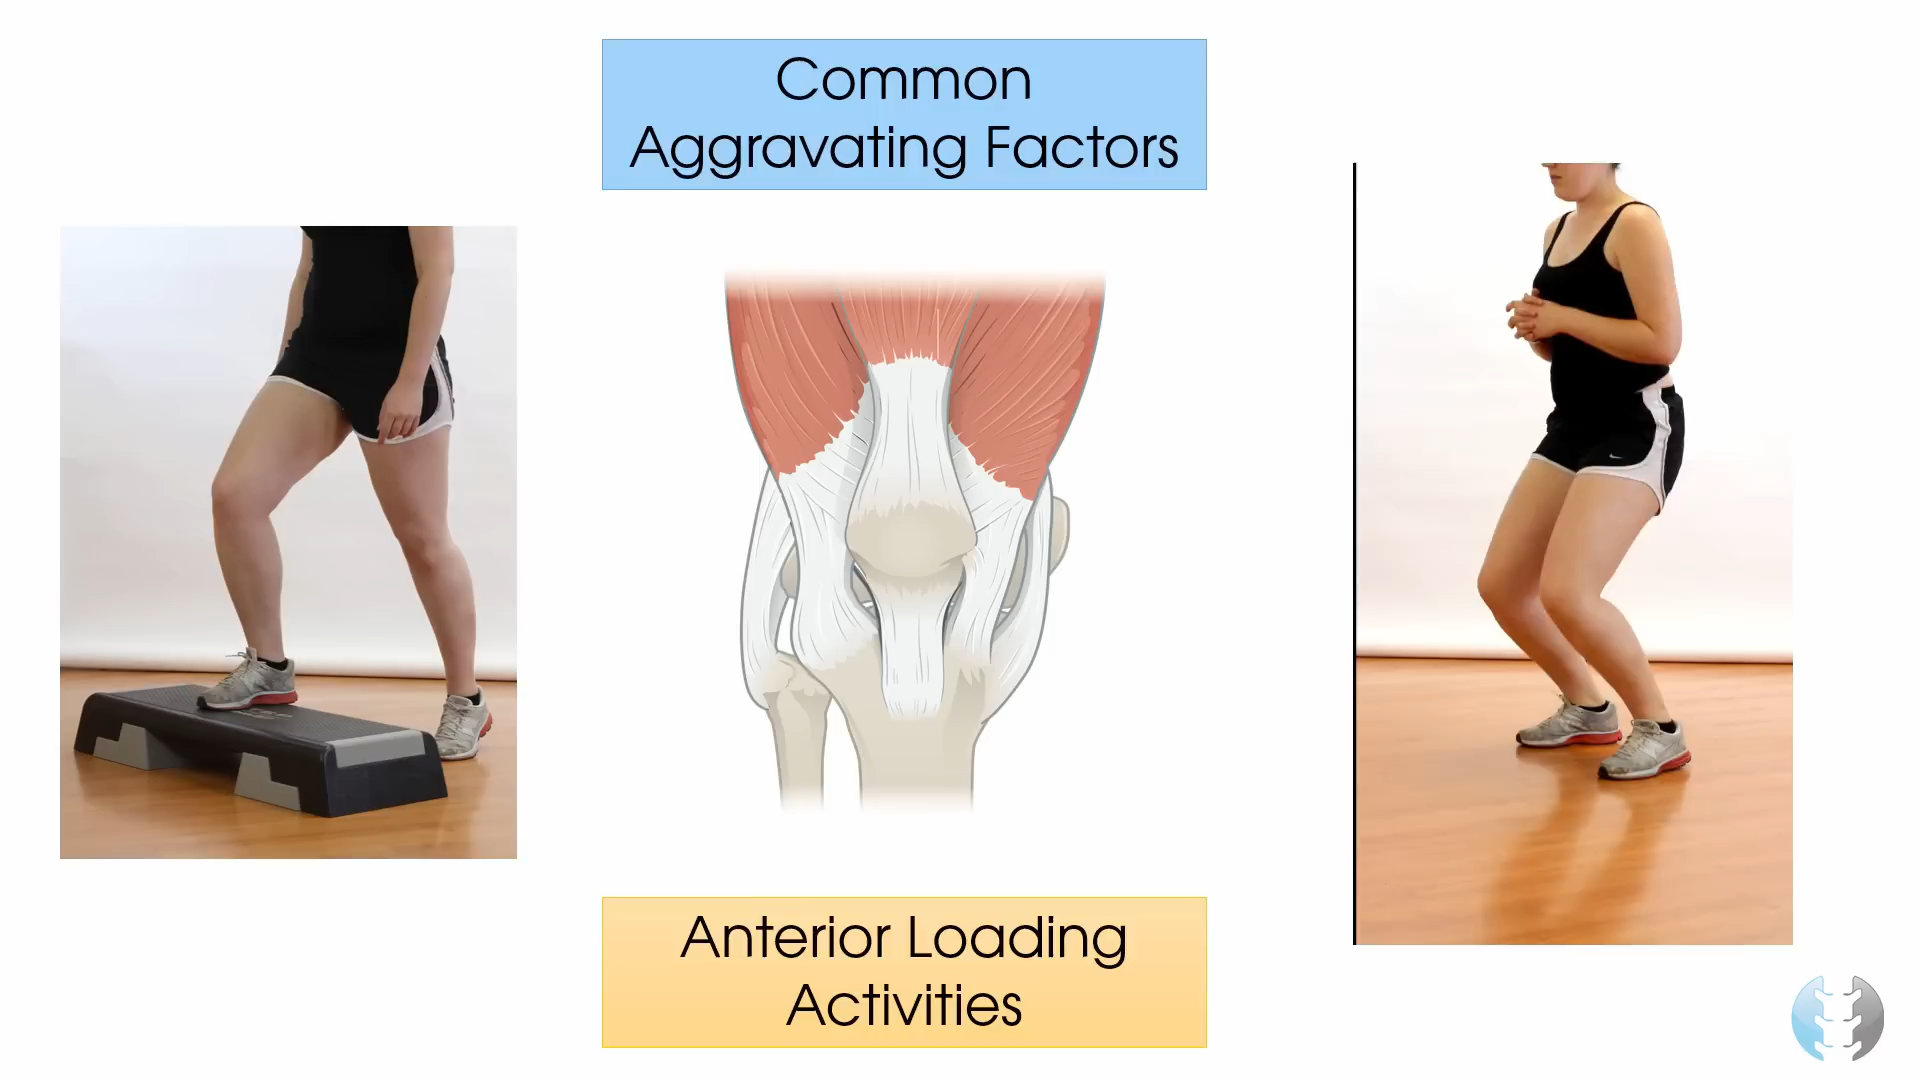 Common
Aggravating Factors
Anterior Loading
Activities